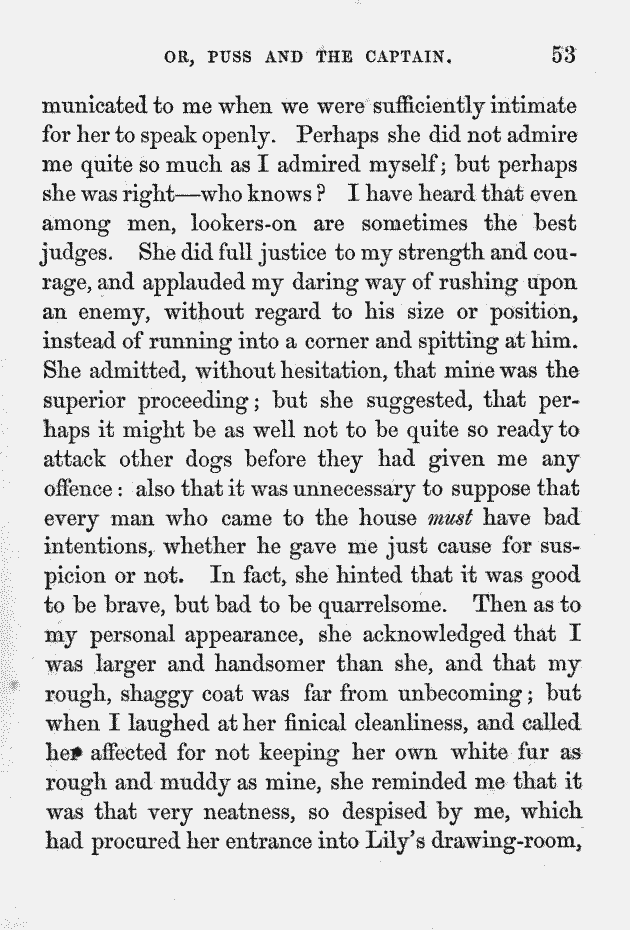 OR, PUSS AND THE CAPTAIN. 53
municated to me when we were sufficiently intimate
for her to speak openly. Perhaps she did not admire
me quite so much as I admired myself; but perhaps
she was right—who knows? I have heard that even
among men, lookers-on are sometimes the best
judges. She did full justice to my strength and cou-
rage, and applauded my daring way of rushing upon
an enemy, without regard to his size or position,
instead of running into a corner and spitting at him.
She admitted, without hesitation, that mine was the
superior proceeding; but she suggested, that per-
haps it might be as well not to be quite so ready to
attack other dogs before they had given me any
offence: also that it was unnecessary to suppose that
every man who came to the house must have bad
intentions, whether he gave me just cause for sus-
picion or not. In fact, she hinted that it was good
to be brave, but bad to be quarrelsome. Then as to
my personal appearance, she acknowledged that I
was larger and handsomer than she, and that my
rough, shaggy coat was far from unbecoming; but
when I laughed at her finical cleanliness, and called
her affected for not keeping her own white fur as
rough and muddy as mine, she reminded me that it
was that very neatness, so despised by me, which
had procured her entrance into Lily's drawing-room,